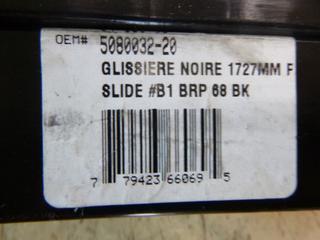 OEM# 5080032-20
GLISSIERE NOIRE 1727MM F
SLIDE #B1 BRP 68 BK
7 79423 66069 5